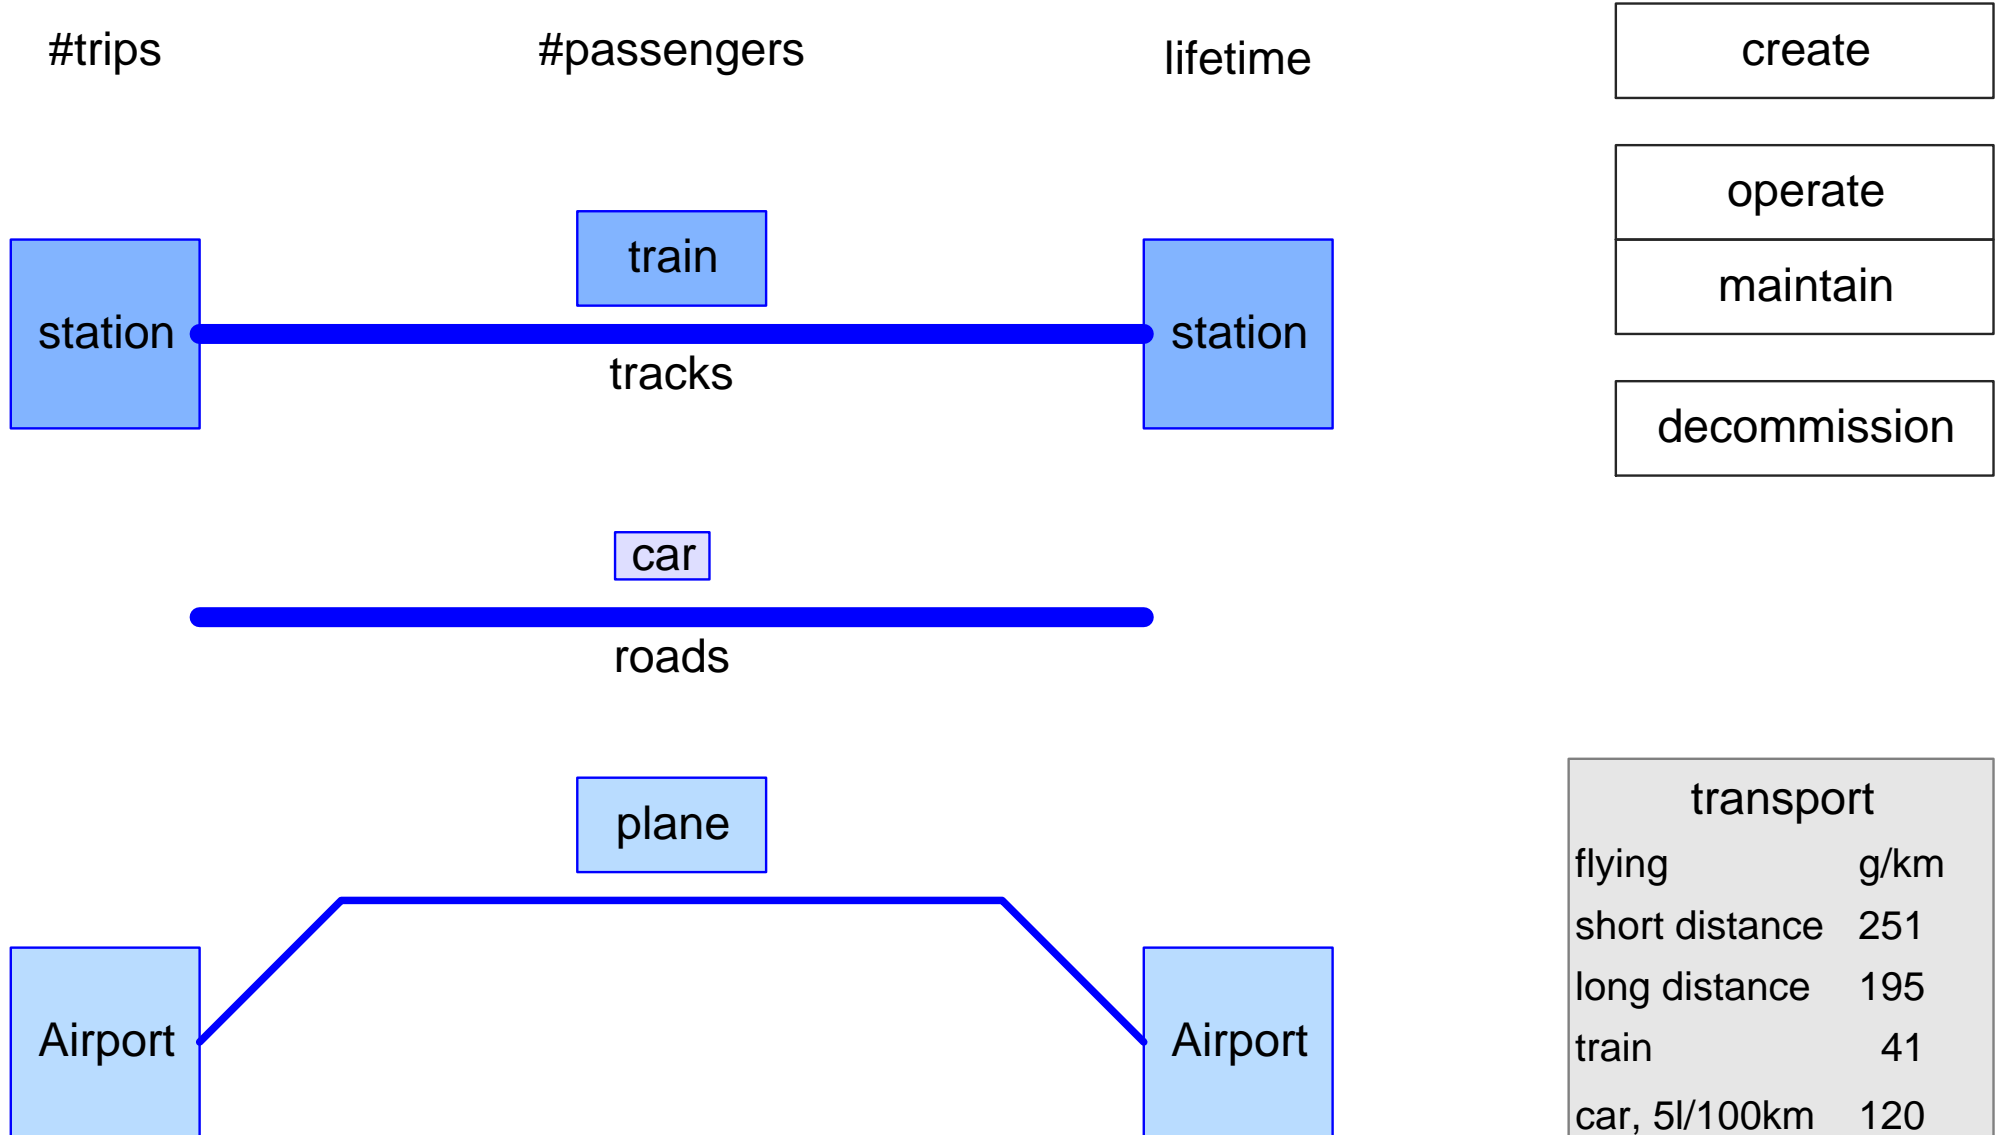 #trips
#passengers
lifetime
create
operate
maintain
decommission
train
station
station
tracks
car
roads
plane
Airport
Airport
transport
flying g/km
short distance 251
long distance 195
train 41
car, 5l/100km 120